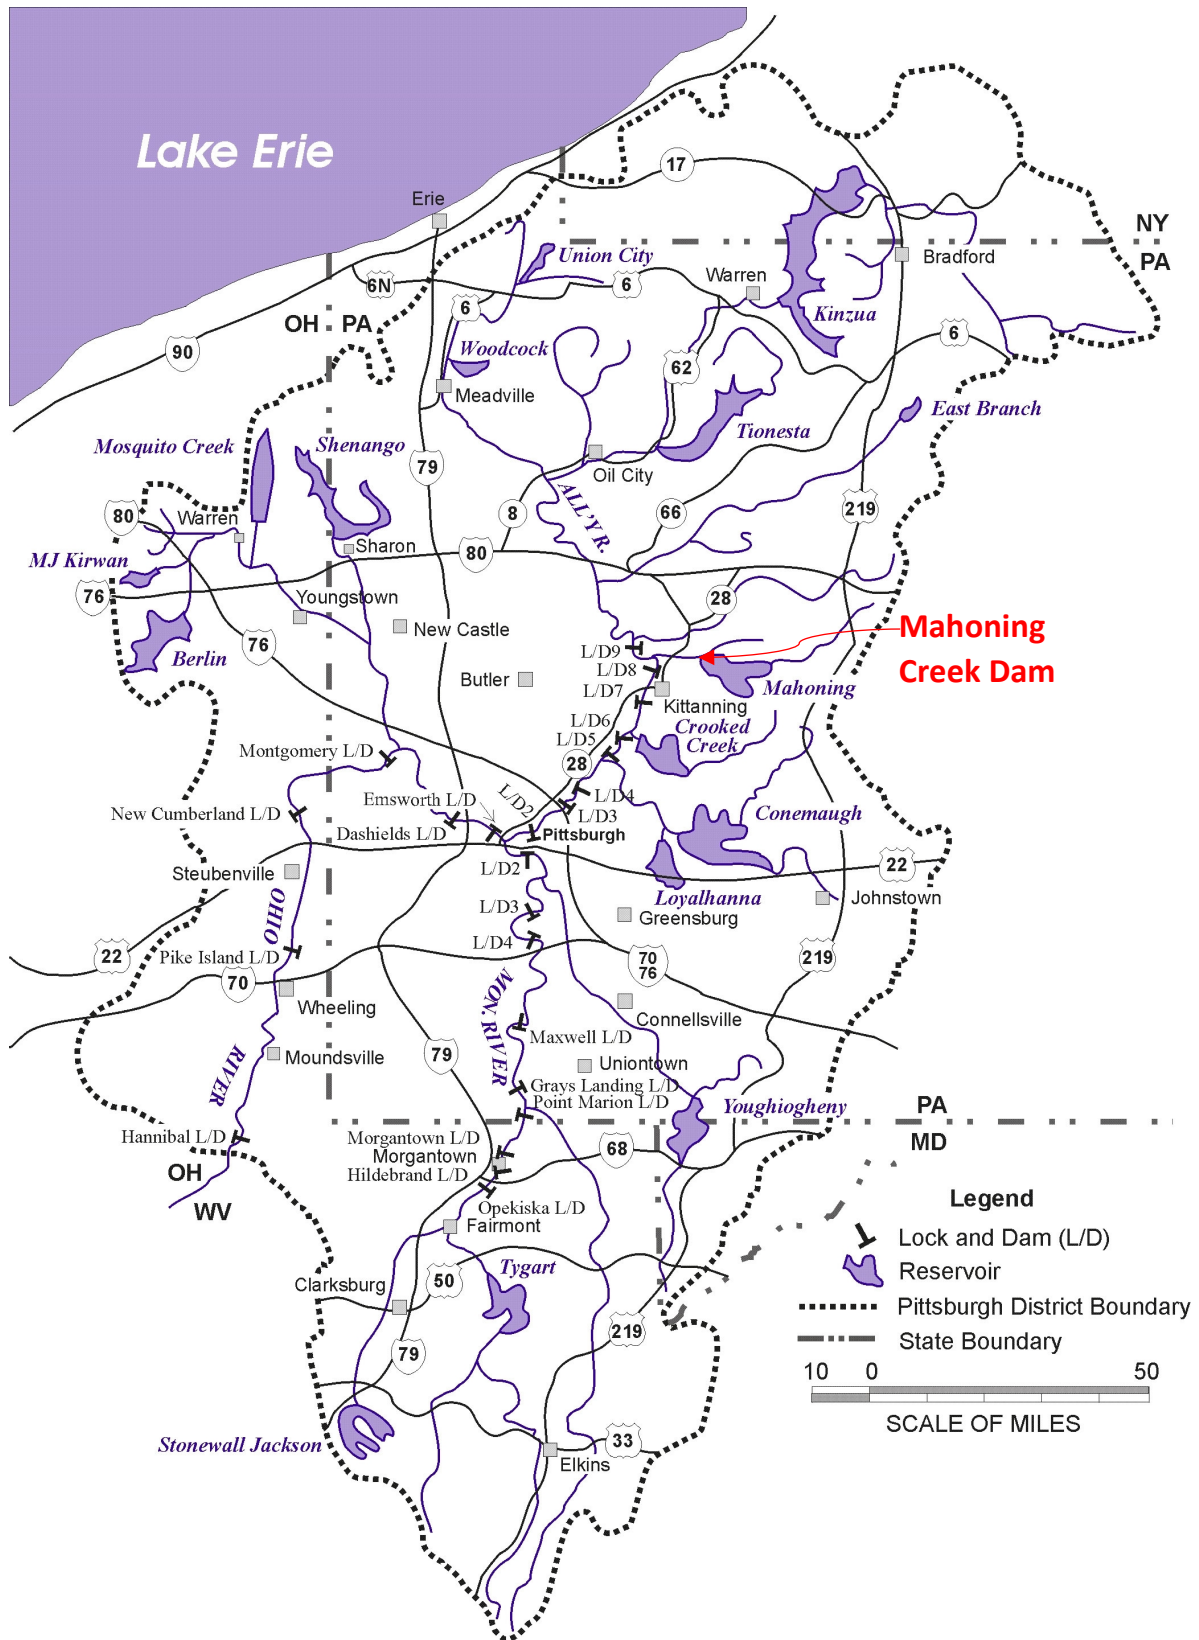 Lake Erie
17
Erie
NY
PA
Union City
Bradford
6N
6
Warren
6
OH
PA
Kinzua
6
90
Woodcock
62
Meadville
East Branch
Mosquito Creek
Shenango
Tionesta
79
Oil City
ALL'Y R.
8
66
219
80
Warren
Sharon
80
MJ Kirwan
76
Youngstown
28
New Castle
76
Berlin
L/D9
Mahoning
Creek Dam
L/D8
Butler
L/D7
Mahoning
Kittanning
L/D6
Crooked
Creek
L/D5
Montgomery L/D
28
L/D2
Emsworth L/D
L/D4
New Cumberland L/D
L/D3
Conemaugh
Dashields L/D
Pittsburgh
L/D2
22
Steubenville
Loyalhanna
Johnstown
L/D3
Greensburg
OHIO
L/D4
22
Pike Island L/D
70
76
219
70
MON. RIVER
Wheeling
Connellsville
Maxwell L/D
Moundsville
79
Uniontown
RIVER
Grays Landing L/D
Point Marion L/D
Youghiogheny
PA
MD
Hannibal L/D
Morgantown L/D
Morgantown
68
OH
Hildebrand L/D
WV
Opekiska L/D
Fairmont
Legend
Lock and Dam (L/D)
Tygart
Reservoir
Clarksburg
50
Pittsburgh District Boundary
219
State Boundary
79
10 0 50
SCALE OF MILES
Stonewall Jackson
33
Elkins